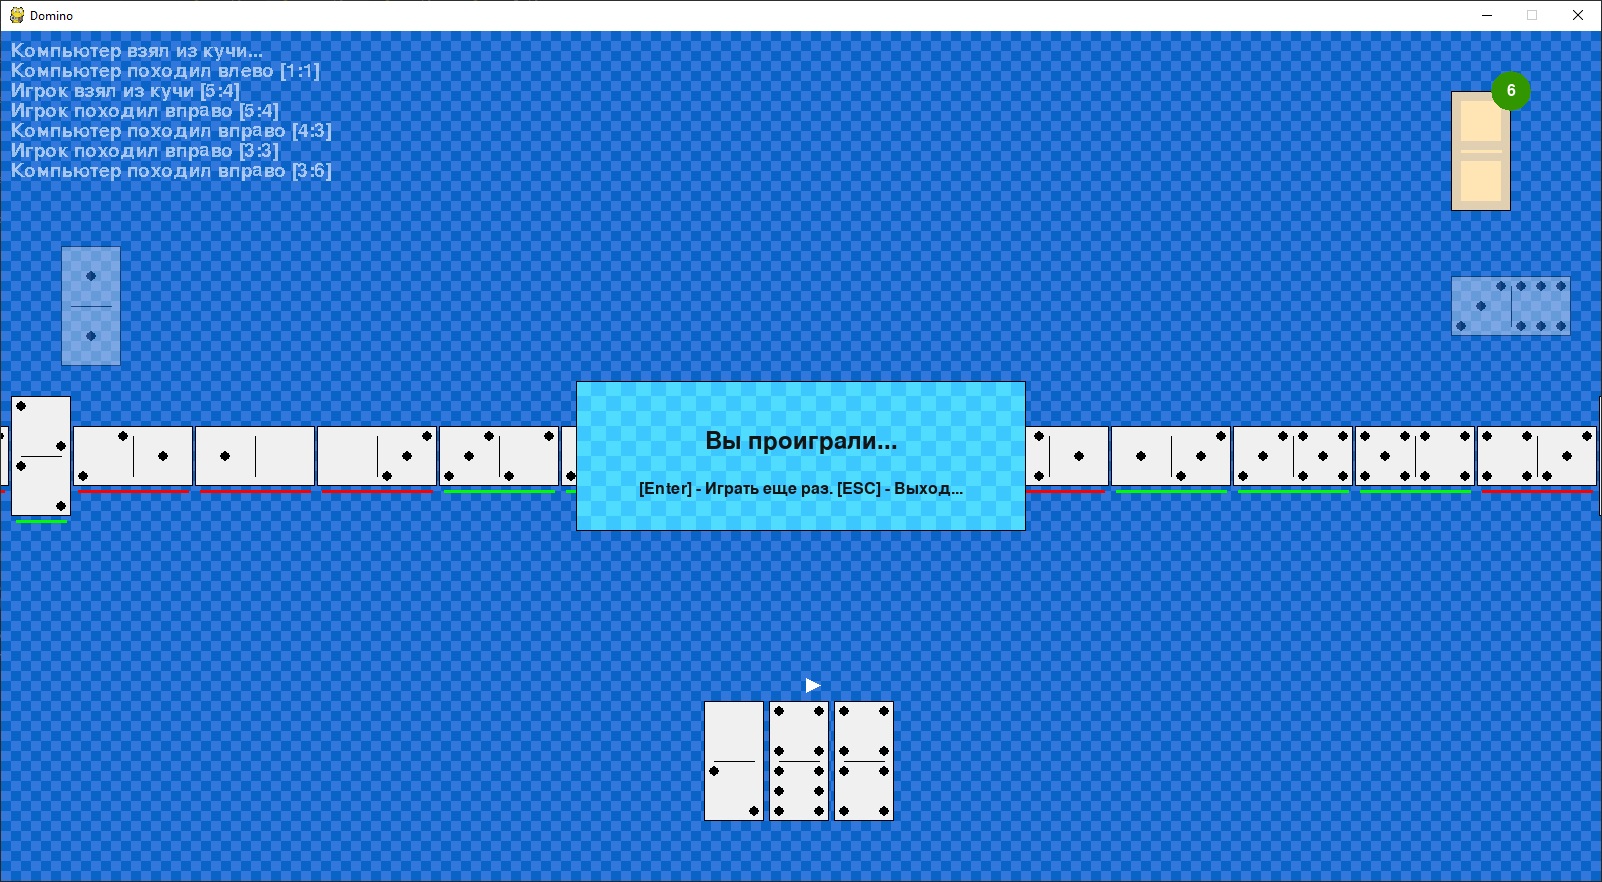 Domino
Компьютер взял из кучи...
Компьютер походил влево [1:1]
Игрок взял из кучи [5:4]
Игрок походил вправо [5:4]
Компьютер походил вправо [4:3]
Игрок походил вправо [3:3]
Компьютер походил вправо [3:6]
6
Вы проиграли...
[Enter] - Играть еще раз. [ESC] - Выход...